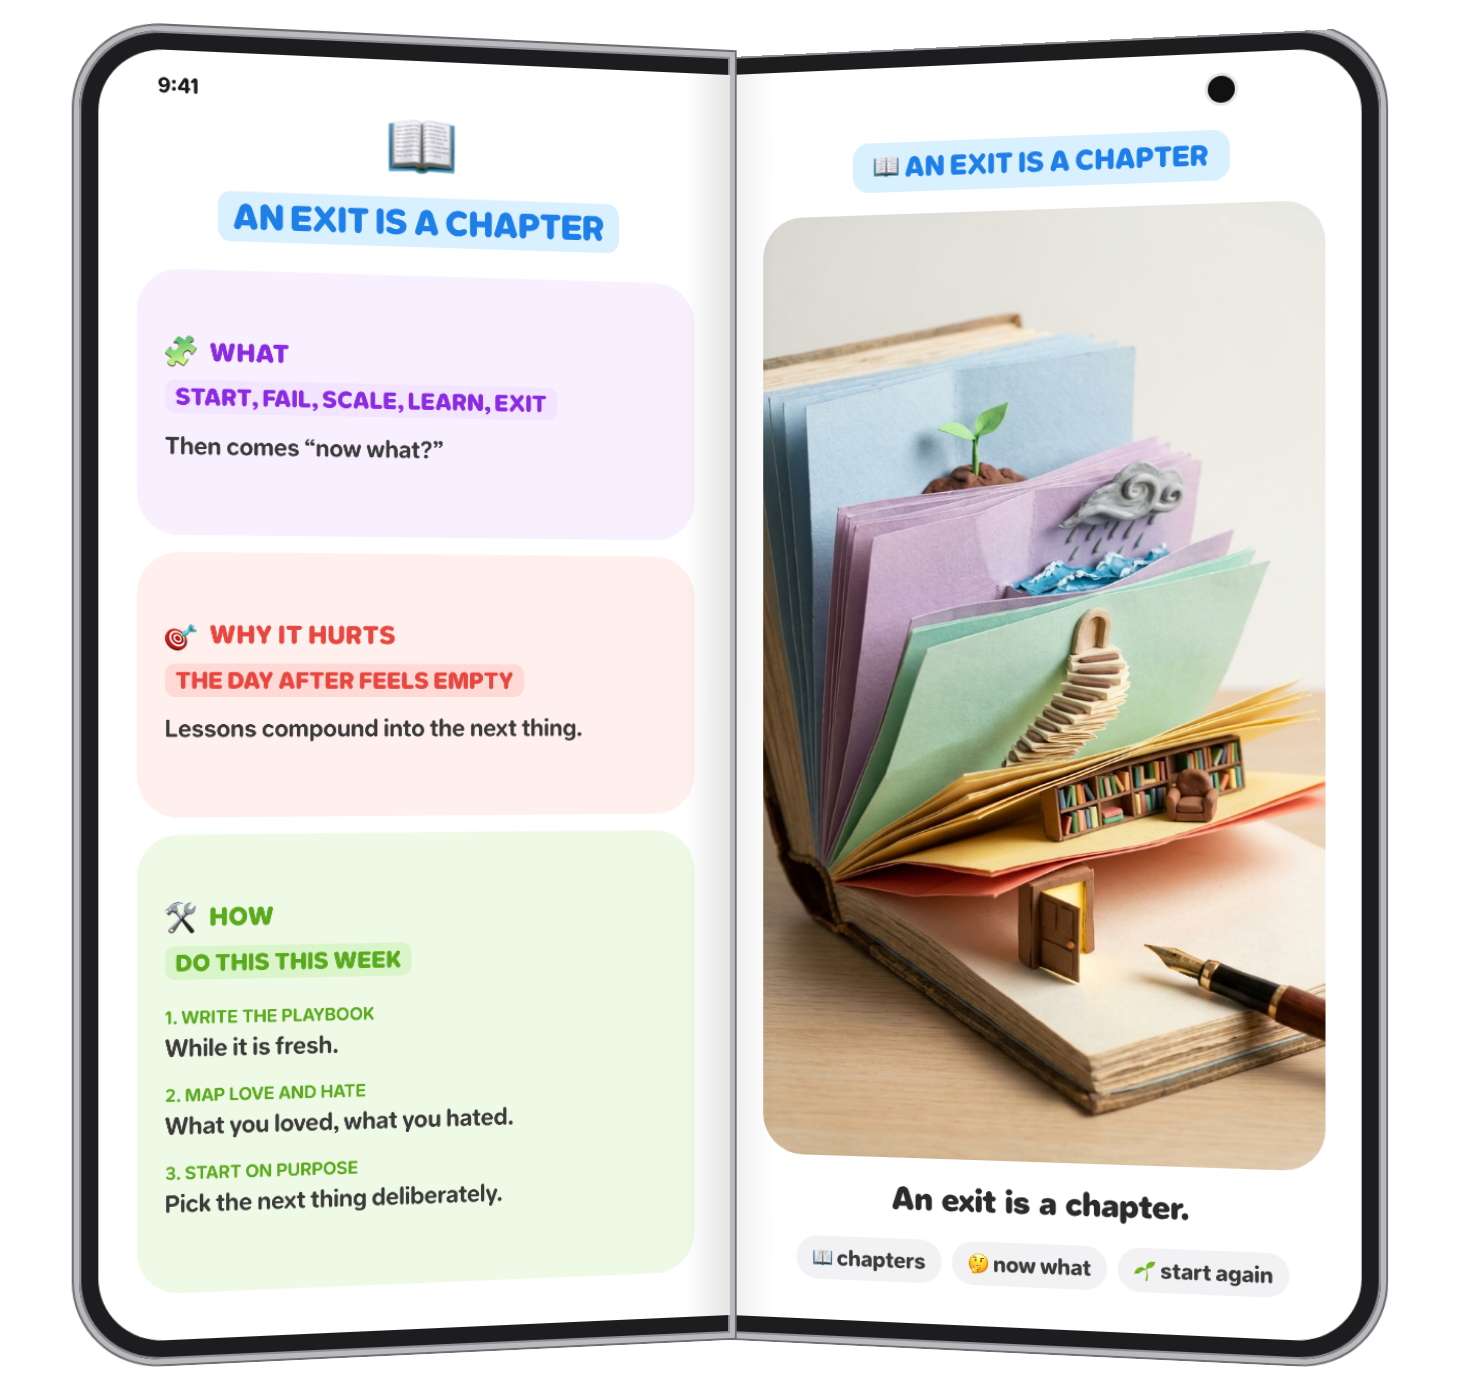 9:41
AN EXIT IS A CHAPTER
WHAT
START, FAIL, SCALE, LEARN, EXIT
Then comes “now what?”
WHY IT HURTS
THE DAY AFTER FEELS EMPTY
Lessons compound into the next thing.
HOW
DO THIS THIS WEEK
1. WRITE THE PLAYBOOK
While it is fresh.
2. MAP LOVE AND HATE
What you loved, what you hated.
3. START ON PURPOSE
Pick the next thing deliberately.
📖 AN EXIT IS A CHAPTER
An exit is a chapter.
📖 chapters
🤔 now what
🌱 start again